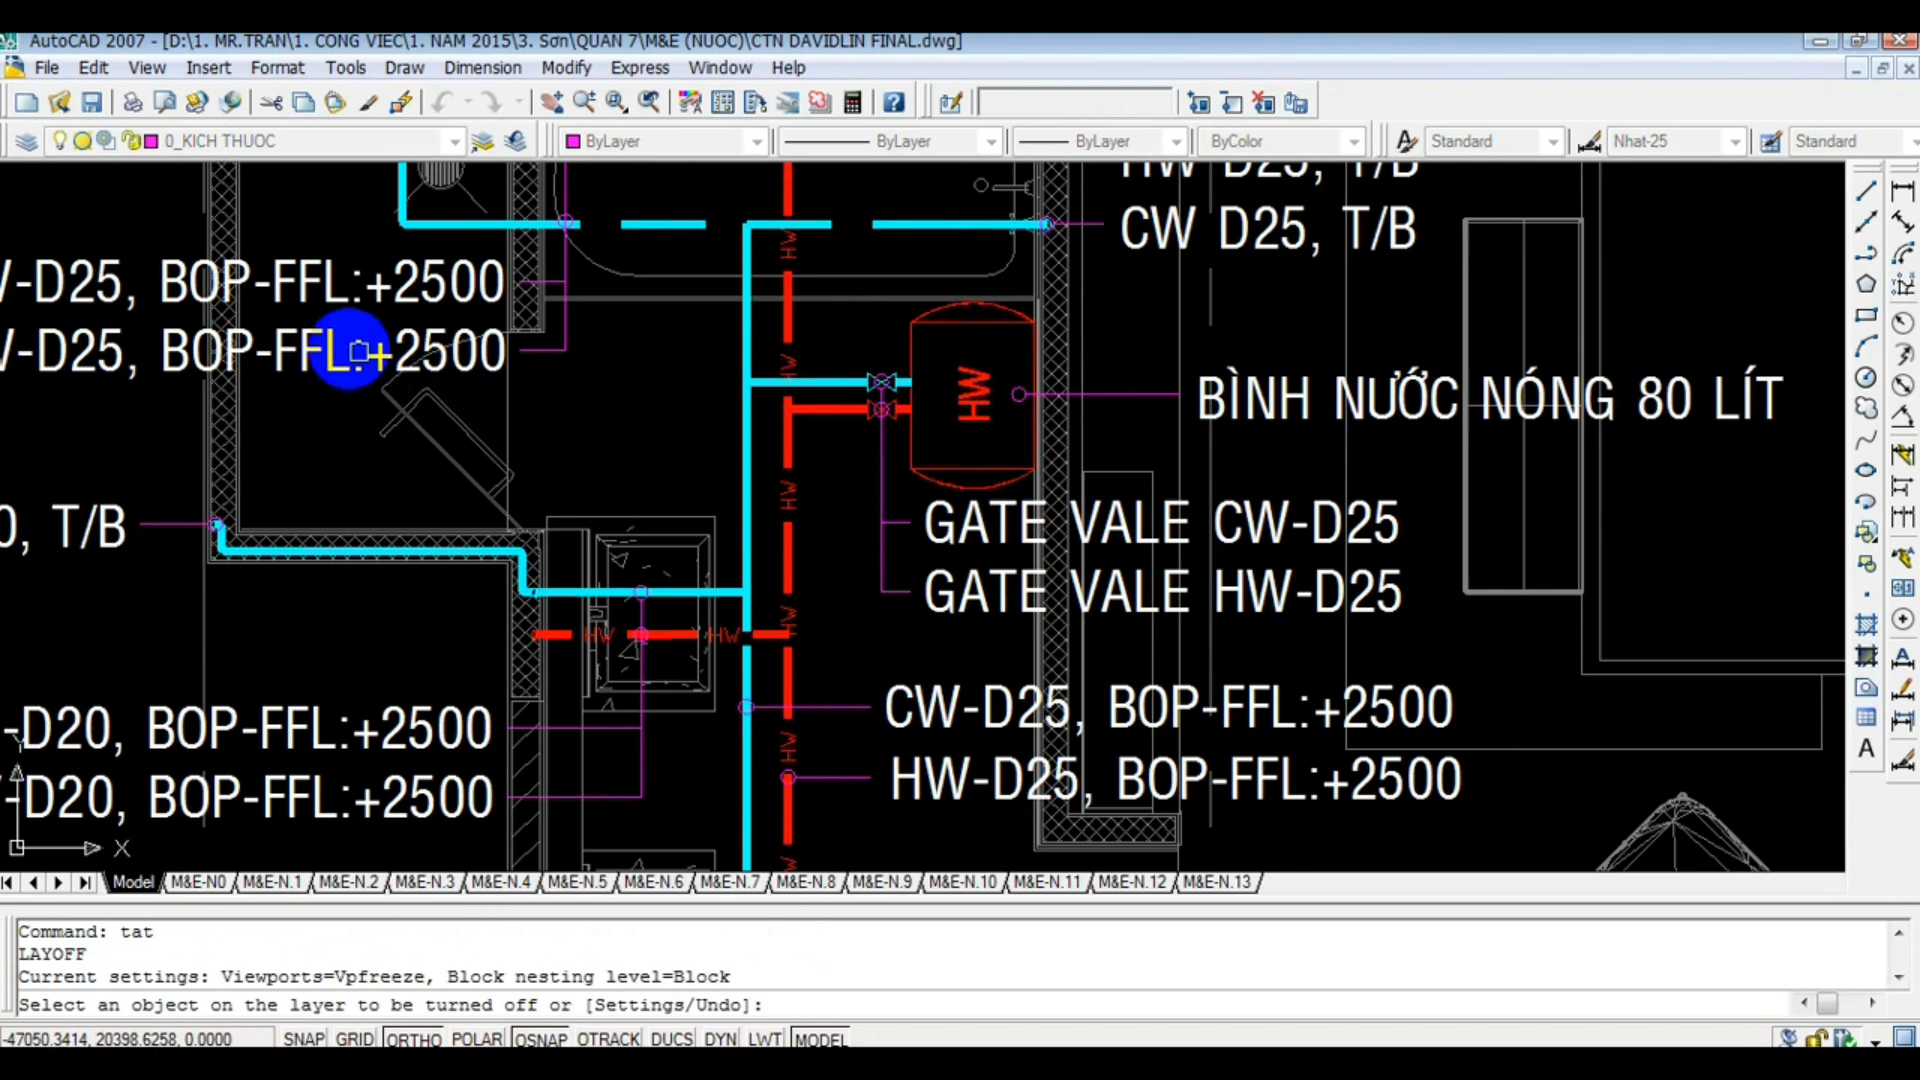 AutoCAD 2007 - [D:\1. MR.TRAN\1. CONG VIEC\1. NAM 2015\3. Sơn\QUAN 7\M&E (NUOC)\CTN DAVIDLIN FINAL.dwg]
File Edit View Insert Format Tools Draw Dimension Modify Express Window Help
0_KICH THUOC ByLayer ByLayer ByLayer ByColor Standard Nhat-25 Standard
HW D25, T/B
CW D25, T/B
-D25, BOP-FFL:+2500
-D25, BOP-FFL:+2500
HW
HW
HW
BÌNH NƯỚC NÓNG 80 LÍT
HW
0, T/B
GATE VALE CW-D25
GATE VALE HW-D25
HW
HW HW
CW-D25, BOP-FFL:+2500
-D20, BOP-FFL:+2500
HW
HW-D25, BOP-FFL:+2500
-D20, BOP-FFL:+2500
X
HW
Model M&E-N0 M&E-N.1 M&E-N.2 M&E-N.3 M&E-N.4 M&E-N.5 M&E-N.6 M&E-N.7 M&E-N.8 M&E-N.9 M&E-N.10 M&E-N.11 M&E-N.12 M&E-N.13
Command: tat
LAYOFF
Current settings: Viewports=Vpfreeze, Block nesting level=Block
Select an object on the layer to be turned off or [Settings/Undo]:
-47050.3414, 20398.6258, 0.0000 SNAP GRID ORTHO POLAR OSNAP OTRACK DUCS DYN LWT MODEL